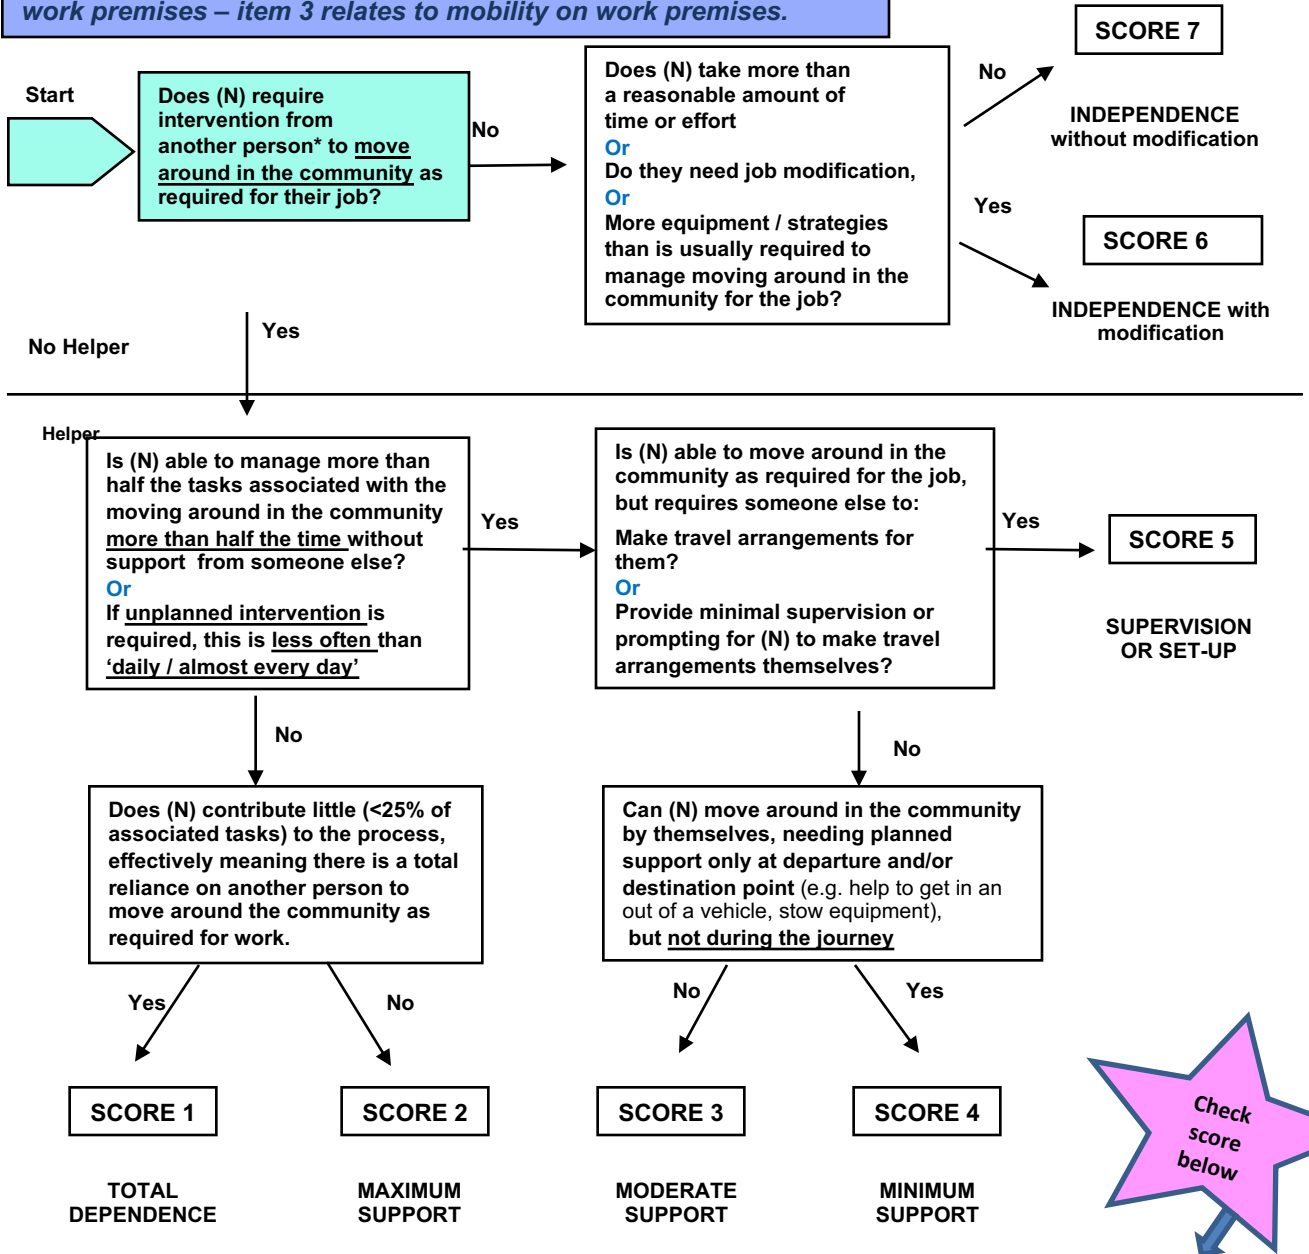 work premises – item 3 relates to mobility on work premises.
Start
Does (N) require
intervention from
another person* to move
around in the community as
required for their job?
No
Does (N) take more than
a reasonable amount of
time or effort
Or
Do they need job modification,
Or
More equipment / strategies
than is usually required to
manage moving around in the
community for the job?
No
SCORE 7
INDEPENDENCE
without modification
Yes
SCORE 6
INDEPENDENCE with
modification
Yes
No Helper
Helper
Is (N) able to manage more than
half the tasks associated with the
moving around in the community
more than half the time without
support from someone else?
Or
If unplanned intervention is
required, this is less often than
‘daily / almost every day’
Yes
Is (N) able to move around in the
community as required for the job,
but requires someone else to:
Make travel arrangements for
them?
Or
Provide minimal supervision or
prompting for (N) to make travel
arrangements themselves?
Yes
SCORE 5
SUPERVISION
OR SET-UP
No
No
Does (N) contribute little (<25% of
associated tasks) to the process,
effectively meaning there is a total
reliance on another person to
move around the community as
required for work.
Can (N) move around in the community
by themselves, needing planned
support only at departure and/or
destination point (e.g. help to get in an
out of a vehicle, stow equipment),
but not during the journey
Yes
No
No
Yes
SCORE 1
SCORE 2
SCORE 3
SCORE 4
TOTAL
DEPENDENCE
MAXIMUM
SUPPORT
MODERATE
SUPPORT
MINIMUM
SUPPORT
Check
score
below